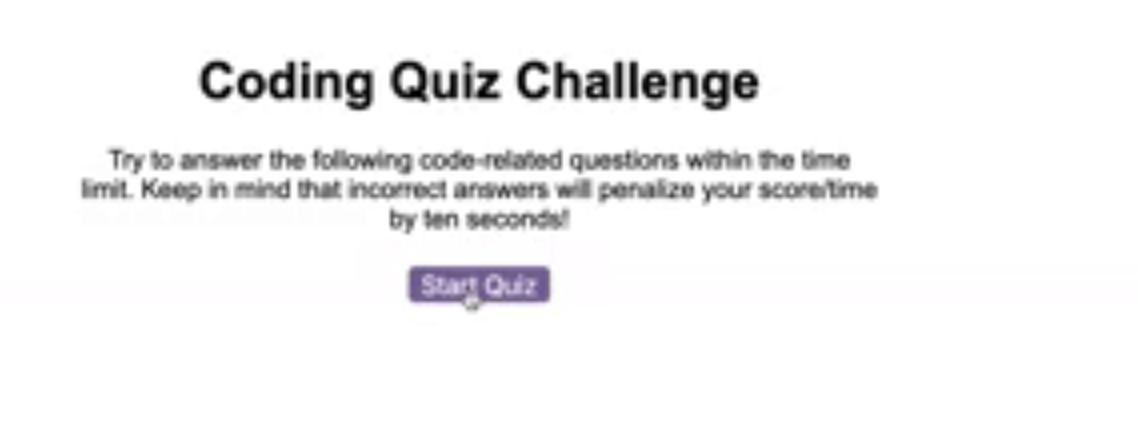 Coding Quiz Challenge
Try to answer the following code-related questions within the time
limit. Keep in mind that incorrect answers will penalize your score/time
by ten seconds!
Start Quiz